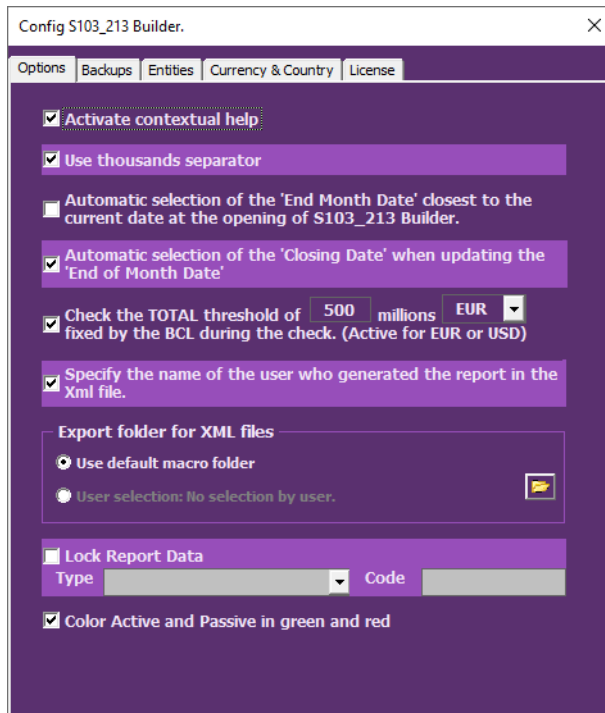 Config S103_213 Builder.
Options Backups Entities Currency & Country License
Activate contextual help
Use thousands separator
Automatic selection of the 'End Month Date' closest to the
current date at the opening of S103_213 Builder.
Automatic selection of the 'Closing Date' when updating the
'End of Month Date'
Check the TOTAL threshold of 500 millions EUR
fixed by the BCL during the check. (Active for EUR or USD)
Specify the name of the user who generated the report in the
Xml file.
Export folder for XML files
Use default macro folder
User selection: No selection by user.
Lock Report Data
Type Code
Color Active and Passive in green and red